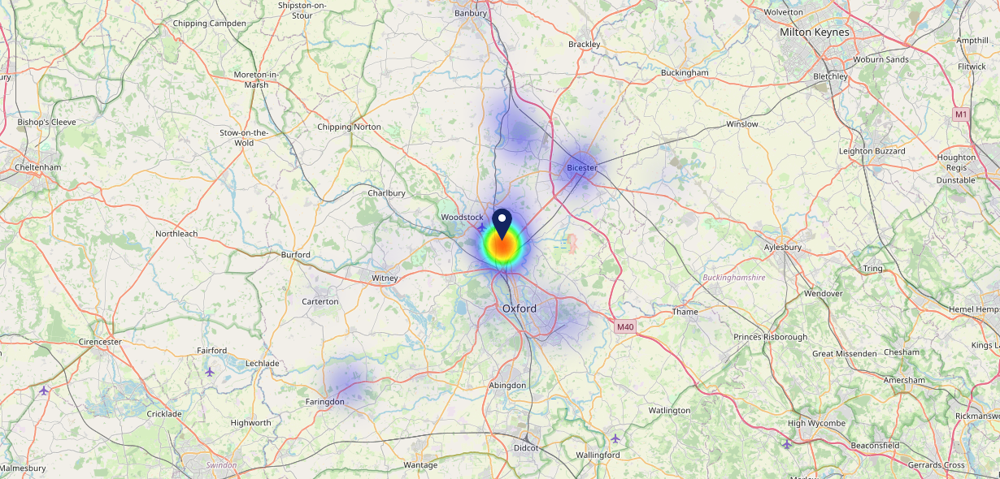 Shipston-on-
Stour
Banbury
Wolverton
Chipping Campden
Milton Keynes
Brackley
Ampthill
Woburn Sands
Flitwick
Buckingham
Bletchley
Moreton-in-
Marsh
M1
Bishop's Cleeve
Chipping Norton
Winslow
Stow-on-the-
Wold
Leighton Buzzard
Houghton
Regis
Cheltenham
Bicester
Dunstable
Charlbury
Woodstock
Northleach
Aylesbury
Burford
Tring
Witney
Buckinghamshire
Wendover
Carterton
Oxford
Thame
Hemel Hemp
M40
Princes Risborough
Cirencester
Kings La
Fairford
Great Missenden
Chesham
Lechlade
Amersham
Abingdon
Faringdon
Watlington
Cricklade
Rickmansw
Highworth
High Wycombe
Didcot
Beaconsfield
Wallingford
Swindon
Wantage
Gerrards Cross
Malmesbury